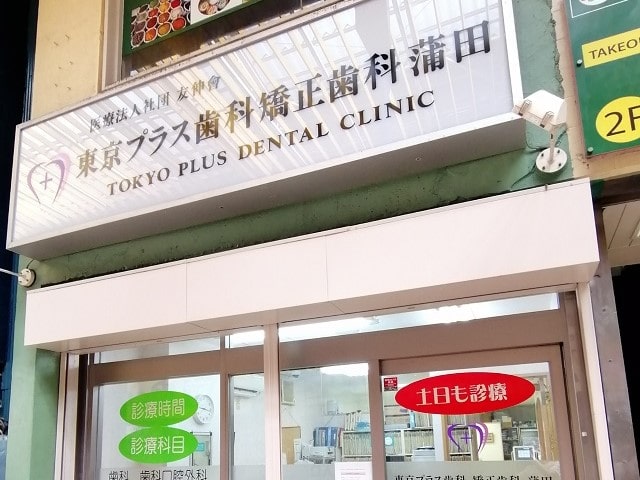 医療法人社団 友伸會
東京プラス歯科矯正歯科蒲田
TOKYO PLUS DENTAL CLINIC
TAKEO
2F
土日も診療
診療時間
診療科目
歯科 歯科口腔外科
東京プラス歯科 矯正歯科 蒲田